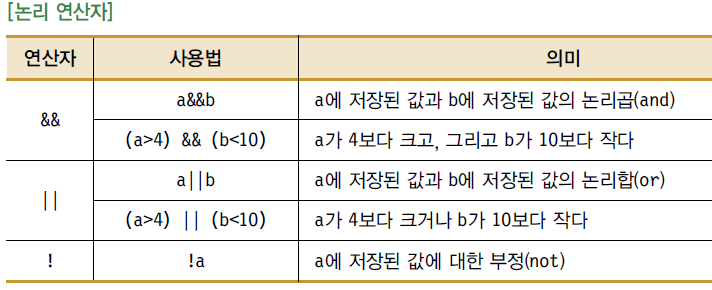 [논리 연산자]
연산자 사용법 의미
&& a&&b a에 저장된 값과 b에 저장된 값의 논리곱(and)
(a>4) && (b<10) a가 4보다 크고, 그리고 b가 10보다 작다
|| a||b a에 저장된 값과 b에 저장된 값의 논리합(or)
(a>4) || (b<10) a가 4보다 크거나 b가 10보다 작다
! !a a에 저장된 값에 대한 부정(not)